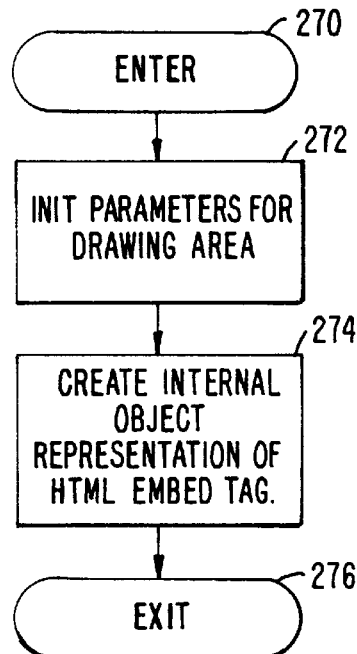 270
ENTER
272
INIT PARAMETERS FOR
DRAWING AREA
274
CREATE INTERNAL
OBJECT
REPRESENTATION OF
HTML EMBED TAG.
276
EXIT